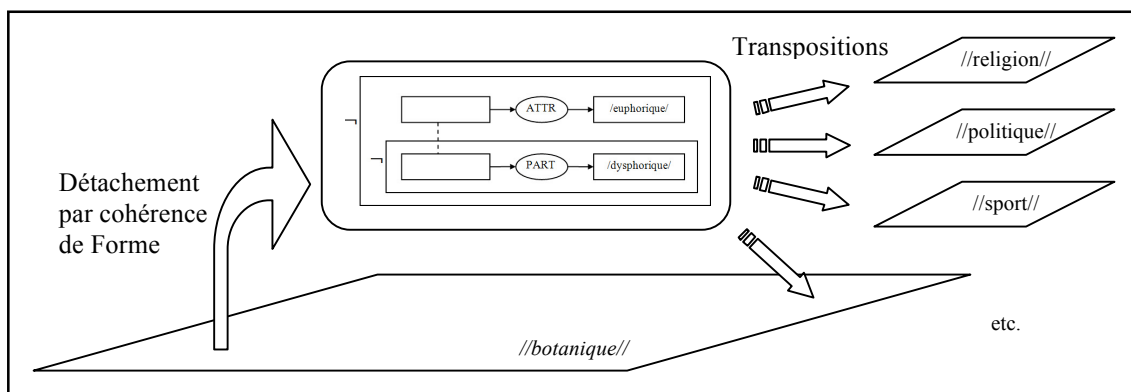 Transpositions
//religion//
//politique//
//sport//
etc.
¬
ATTR
/euphorique/
¬
PART
/dysphorique/
Détachement
par cohérence
de Forme
//botanique//